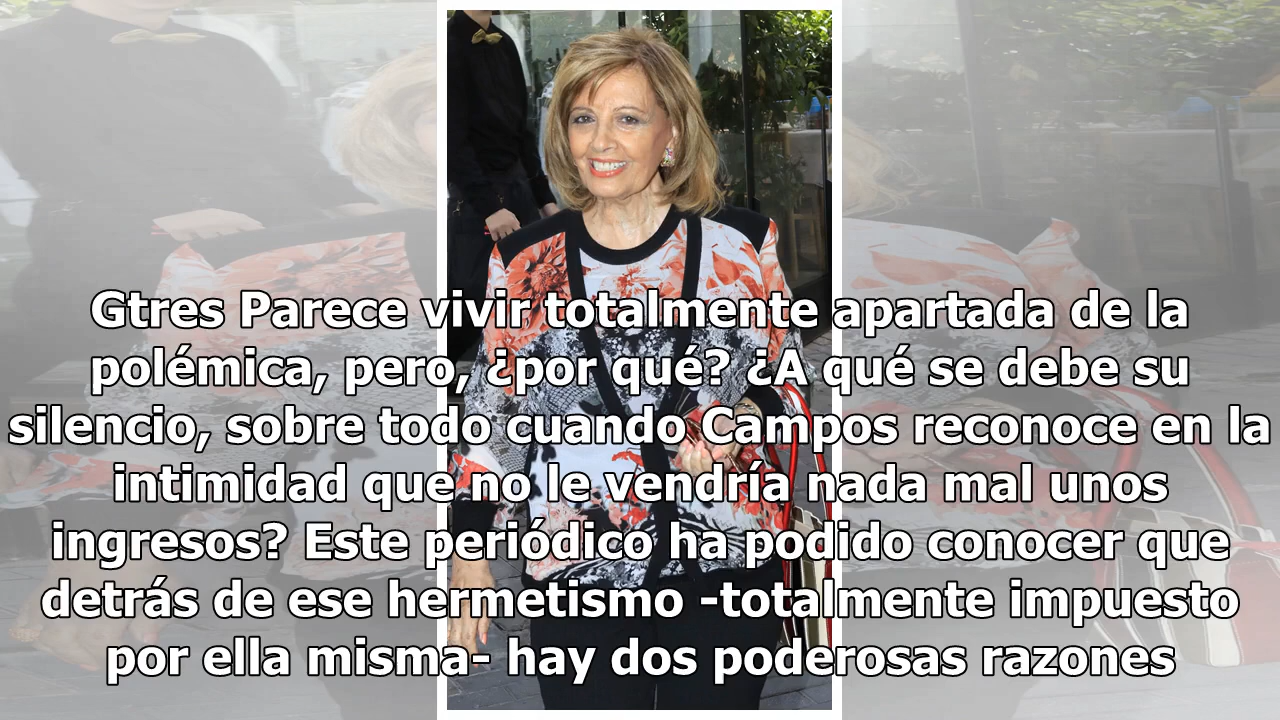 Gtres Parece vivir totalmente apartada de la
polémica, pero, ¿por qué? ¿A qué se debe su
silencio, sobre todo cuando Campos reconoce en la
intimidad que no le vendría nada mal unos
ingresos? Este periódico ha podido conocer que
detrás de ese hermetismo -totalmente impuesto
por ella misma- hay dos poderosas razones